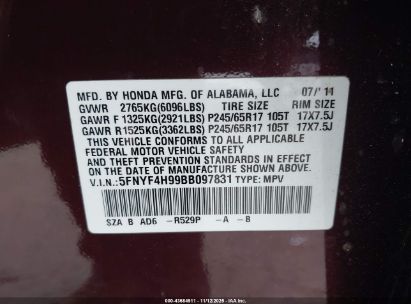 MFD. BY HONDA MFG. OF ALABAMA, LLC 07/11
GVWR 2765KG(6096LBS) TIRE SIZE RIM SIZE
GAWR F 1325KG(2921LBS) P245/65R17 105T 17X7.5J
GAWR R 1525KG(3362LBS) P245/65R17 105T 17X7.5J
THIS VEHICLE CONFORMS TO ALL APPLICABLE
FEDERAL MOTOR VEHICLE SAFETY AND
THEFT PREVENTION STANDARDS IN EFFECT
ON THE DATE OF MANUFACTURE SHOWN ABOVE.
V.I.N.: 5FNYF4H99BB097831 TYPE: MPV
SZA B AD6 -R529P -A -B